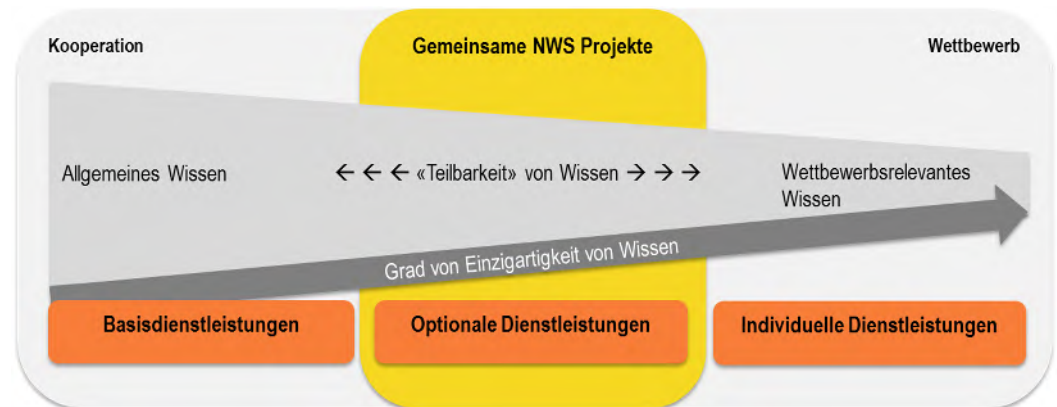 Kooperation
Gemeinsame NWS Projekte
Wettbewerb
Allgemeines Wissen
← ← ← «Teilbarkeit» von Wissen → → →
Wettbewerbsrelevantes
Wissen
Grad von Einzigartigkeit von Wissen
Basisdienstleistungen
Optionale Dienstleistungen
Individuelle Dienstleistungen